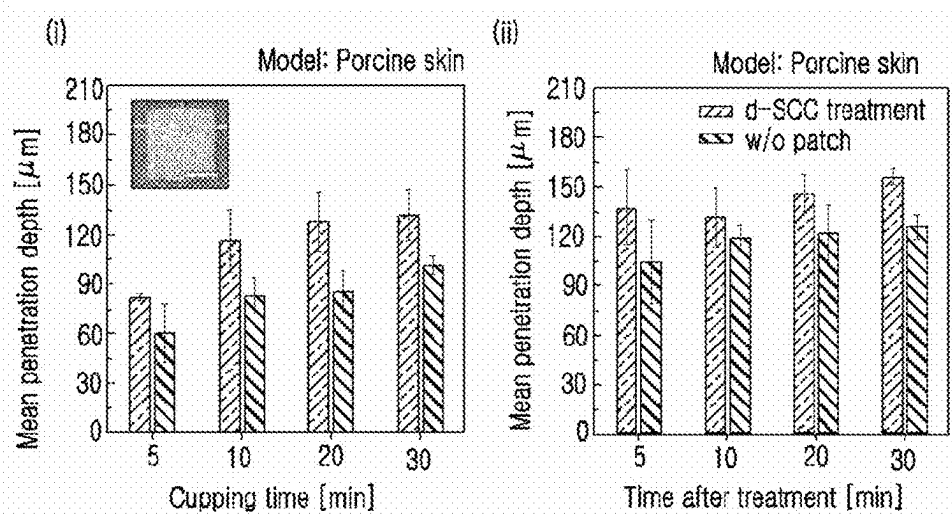 (i)
Model: Porcine skin
Mean penetration depth [μm]
210
180
150
120
90
60
30
0
5 10 20 30
Cupping time [min]
(ii)
Model: Porcine skin
d-SCC treatment
w/o patch
Mean penetration depth [μm]
210
180
150
120
90
60
30
0
5 10 20 30
Time after treatment [min]